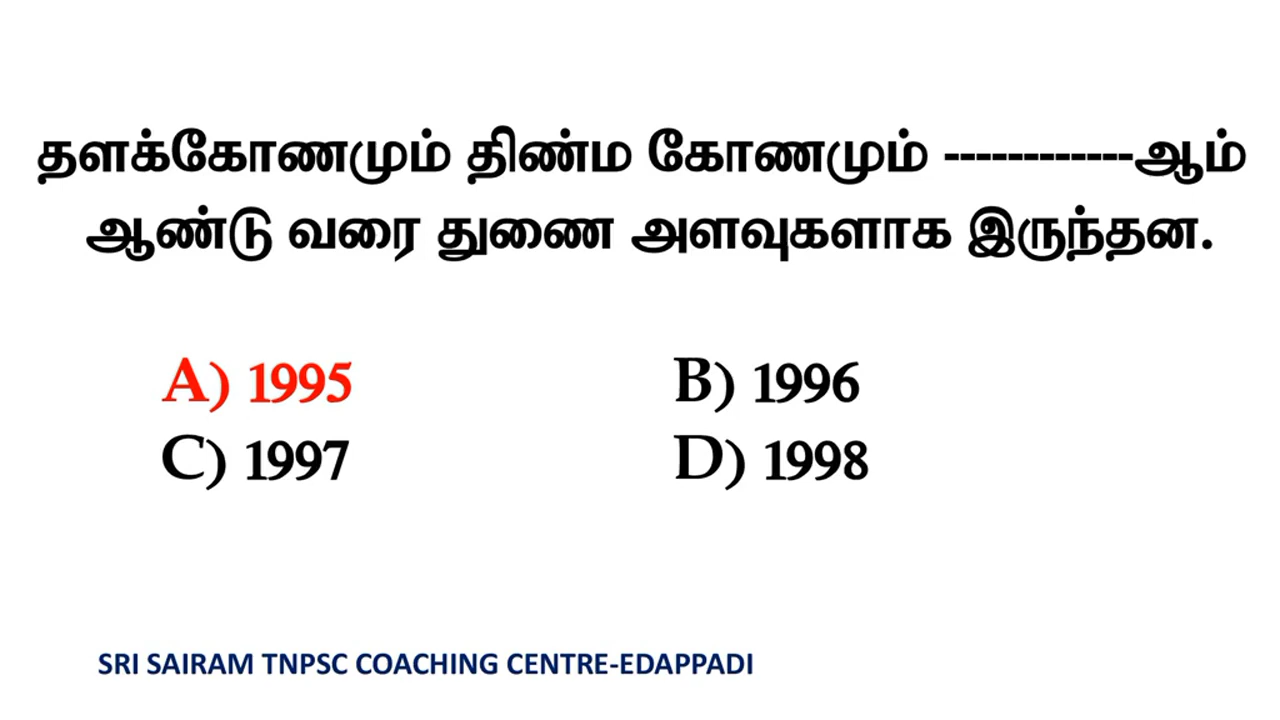 தளக்கோணமும் திண்ம கோணமும் ------------ஆம்
ஆண்டு வரை துணை அளவுகளாக இருந்தன.
A) 1995 B) 1996
C) 1997 D) 1998
SRI SAIRAM TNPSC COACHING CENTRE-EDAPPADI